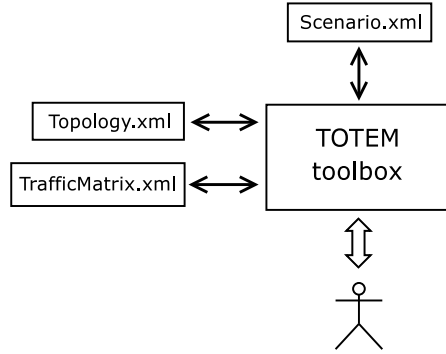 Scenario.xml
Topology.xml
TOTEM
toolbox
TrafficMatrix.xml